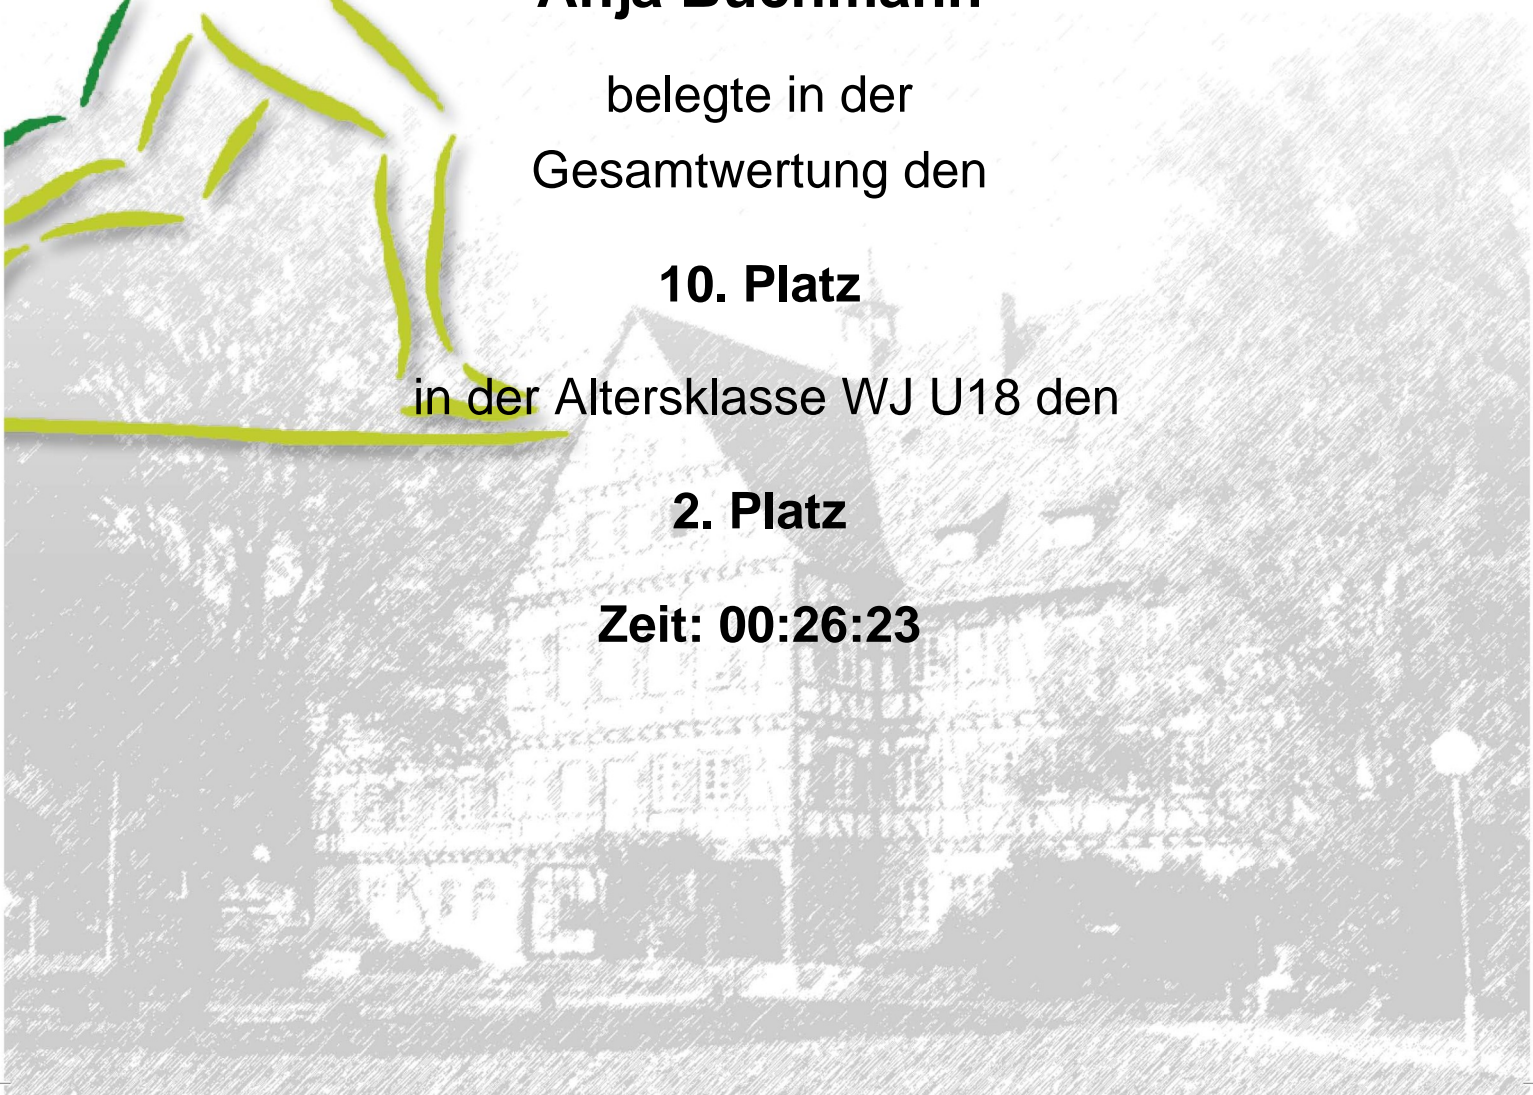 Anja
belegte in der
Gesamtwertung den
10. Platz
in der Altersklasse WJ U18 den
2. Platz
Zeit: 00:26:23